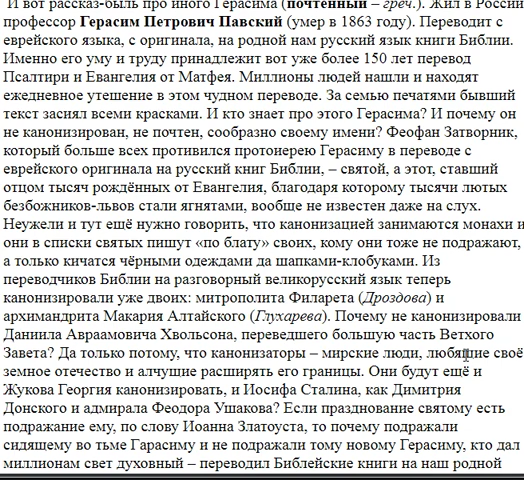 И вот рассказ-быль про иного Герасима (почтенный – греч.). Жил в России
профессор Герасим Петрович Павский (умер в 1863 году). Переводит с
еврейского языка, с оригинала, на родной нам русский язык книги Библии.
Именно его уму и труду принадлежит вот уже более 150 лет перевод
Псалтири и Евангелия от Матфея. Миллионы людей нашли и находят
ежедневное утешение в этом чудном переводе. За семью печатями бывший
текст засиял всеми красками. И кто знает про этого Герасима? И почему он
не канонизирован, не почтен, сообразно своему имени? Феофан Затворник,
который больше всех противился протоиерею Герасиму в переводе с
еврейского оригинала на русский книг Библии, – святой, а этот, ставший
отцом тысяч рождённых от Евангелия, благодаря которому тысячи лютых
безбожников-львов стали ягнятами, вообще не известен даже на слух.
Неужели и тут ещё нужно говорить, что канонизацией занимаются монахи и
они в списки святых пишут «по блату» своих, кому они тоже не подражают,
а только кичатся чёрными одеждами да шапками-клобуками. Из
переводчиков Библии на разговорный великорусский язык теперь
канонизировали уже двоих: митрополита Филарета (Дроздова) и
архимандрита Макария Алтайского (Глухарева). Почему не канонизировали
Даниила Авраамовича Хвольсона, переведшего большую часть Ветхого
Завета? Да только потому, что канонизаторы – мирские люди, любящие своё
земное отечество и алчущие расширять его границы. Они будут ещё и
Жукова Георгия канонизировать, и Иосифа Сталина, как Димитрия
Донского и адмирала Феодора Ушакова? Если празднование святому есть
подражание ему, по слову Иоанна Златоуста, то почему подражали
сидящему во тьме Гарасиму и не подражали тому новому Герасиму, кто дал
миллионам свет духовный – переводил Библейские книги на наш родной